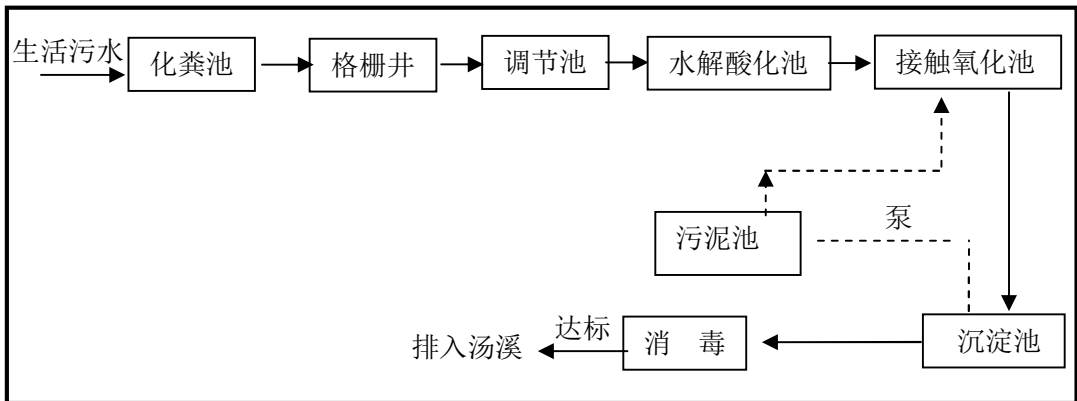 生活污水
化粪池
格栅井
调节池
水解酸化池
接触氧化池
污泥池
泵
排入汤溪
达标
消 毒
沉淀池